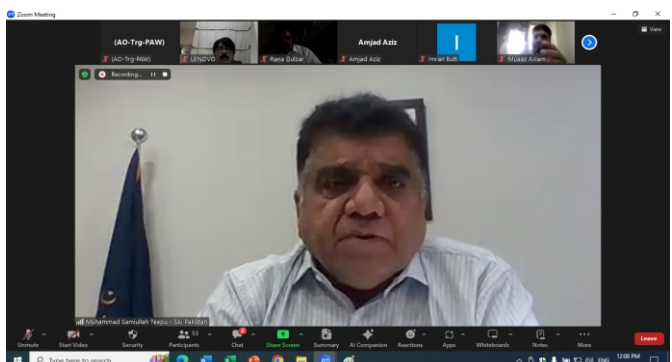 Zoom Meeting
View
(AO-Trg-PAW)
Amjad Aziz
I
(AO-Trg-PAW)
LENOVO
Rana Gulzar
Amjad Aziz
Imran Butt
Muaaz Aslam
Recording...
Muhammad Samiullah Teepu - SAI Pakistan
53
2
Unmute
Start Video
Security
Participants
Chat
Share Screen
Summary
AI Companion
Reactions
Apps
Whiteboards
Notes
More
Leave
Type here to search
ENG
12:00 PM